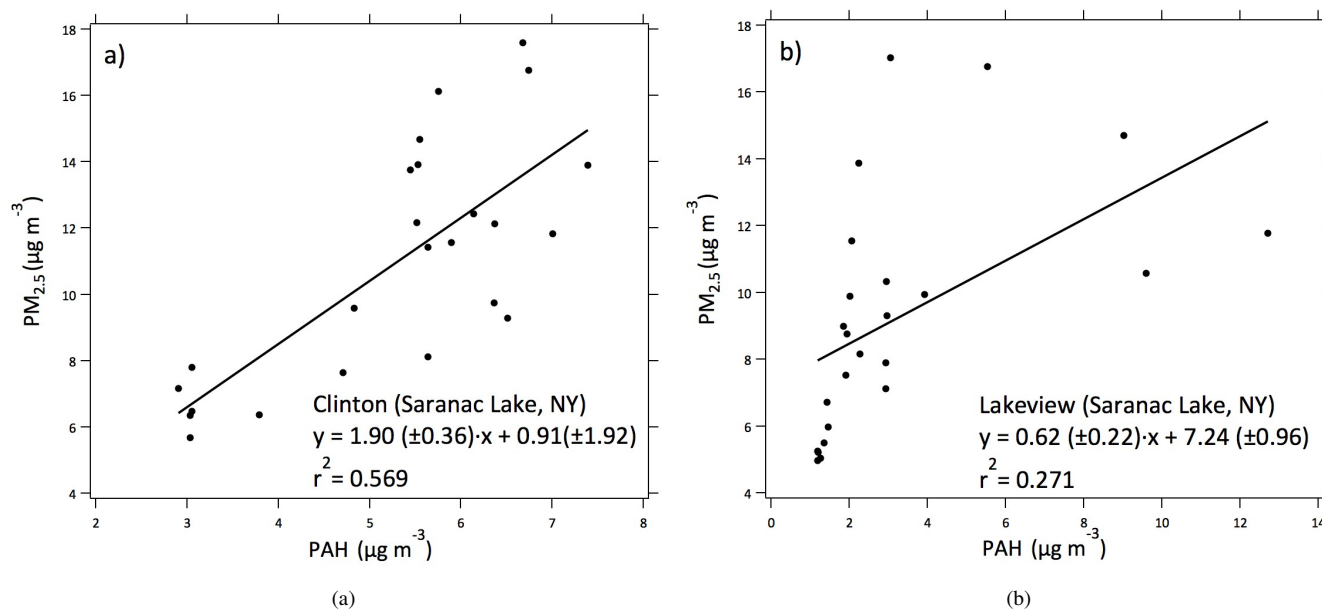 a)
18
16
14
12
10
8
6
4
PM2.5 (µg m-3)
2 3 4 5 6 7 8
PAH (µg m-3)
Clinton (Saranac Lake, NY)
y = 1.90 (±0.36)·x + 0.91(±1.92)
r2 = 0.569
(a)
b)
18
16
14
12
10
8
6
4
PM2.5 (µg m-3)
0 2 4 6 8 10 12 14
PAH (µg m-3)
Lakeview (Saranac Lake, NY)
y = 0.62 (±0.22)·x + 7.24 (±0.96)
r2 = 0.271
(b)